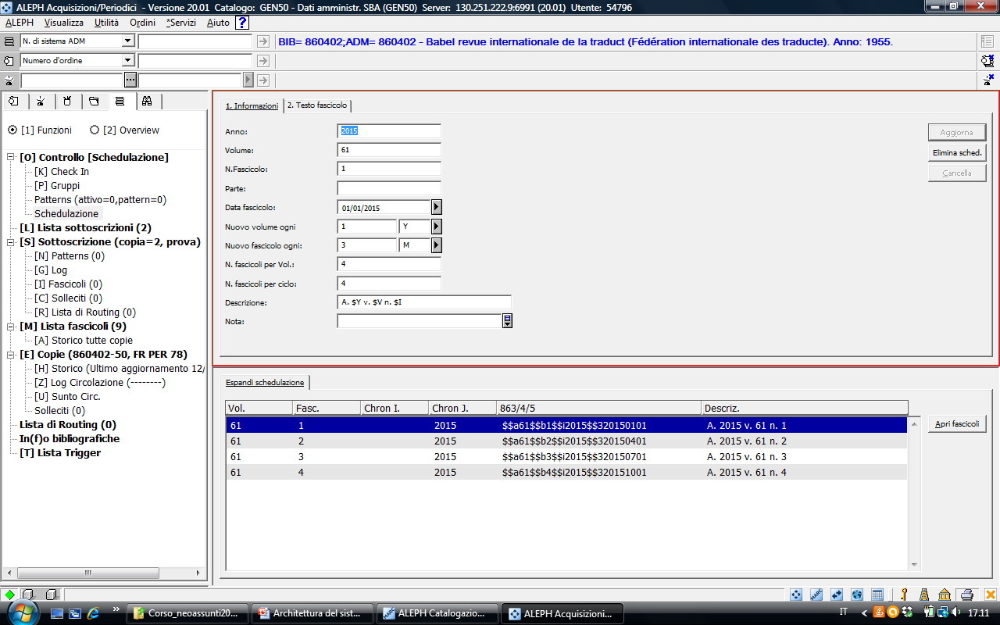 ALEPH Acquisizioni/Periodici - Versione 20.01 Catalogo: GEN50 - Dati amministr. SBA (GEN50) Server: 130.251.222.9:6991 (20.01) Utente: 54796
ALEPH Visualizza Utilità Ordini *Servizi Aiuto ?
N. di sistema ADM
BIB= 860402;ADM= 860402 - Babel revue internationale de la traduct (Fédération internationale des traducte). Anno: 1955.
Numero d'ordine
...
[1] Funzioni [2] Overview
[O] Controllo [Schedulazione]
[K] Check In
[P] Gruppi
Patterns (attivo=0,pattern=0)
Schedulazione
[L] Lista sottoscrizioni (2)
[S] Sottoscrizione (copia=2, prova)
[N] Patterns (0)
[G] Log
[I] Fascicoli (0)
[C] Solleciti (0)
[R] Lista di Routing (0)
[M] Lista fascicoli (9)
[A] Storico tutte copie
[E] Copie (860402-50, FR PER 78)
[H] Storico (Ultimo aggiornamento 12/
[Z] Log Circolazione (--------)
[U] Sunto Circ.
Solleciti (0)
Lista di Routing (0)
In(f)o bibliografiche
[T] Lista Trigger
1. Informazioni 2. Testo fascicolo
Anno: 2015
Volume: 61
N.Fascicolo: 1
Parte:
Data fascicolo: 01/01/2015
Nuovo volume ogni 1 Y
Nuovo fascicolo ogni: 3 M
N. fascicoli per Vol.: 4
N. fascicoli per ciclo: 4
Descrizione: A. $Y v. $V n. $I
Nota:
Aggiorna
Elimina sched.
Cancella
Espandi schedulazione
Vol. Fasc. Chron I. Chron J. 863/4/5 Descriz.
61 1 2015 $$a61$$b1$$i2015$$320150101 A. 2015 v. 61 n. 1
61 2 2015 $$a61$$b2$$i2015$$320150401 A. 2015 v. 61 n. 2
61 3 2015 $$a61$$b3$$i2015$$320150701 A. 2015 v. 61 n. 3
61 4 2015 $$a61$$b4$$i2015$$320151001 A. 2015 v. 61 n. 4
Apri fascicoli
Corso_neoassunti20... Architettura del sist... ALEPH Catalogazio... ALEPH Acquisizioni... IT 17.11